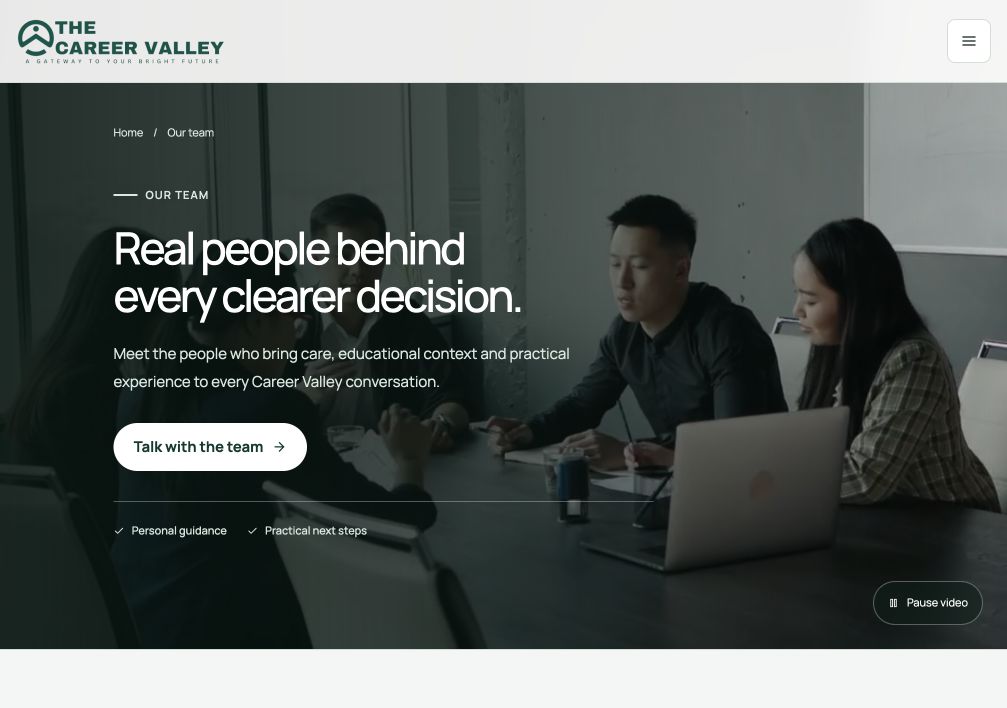 THE
CAREER VALLEY
A GATEWAY TO YOUR BRIGHT FUTURE
Home / Our team
OUR TEAM
Real people behind
every clearer decision.
Meet the people who bring care, educational context and practical
experience to every Career Valley conversation.
Talk with the team
Personal guidance
Practical next steps
Pause video